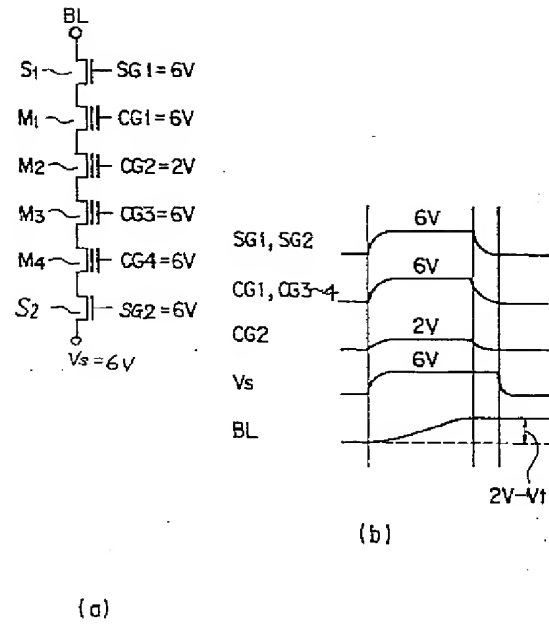 BL
S1 SG1=6V
M1 CG1=6V
M2 CG2=2V
M3 CG3=6V
M4 CG4=6V
S2 SG2=6V
Vs=6V
(a)
6V
SG1, SG2
6V
CG1, CG3~4
2V
CG2
6V
Vs
BL
2V-Vt
(b)